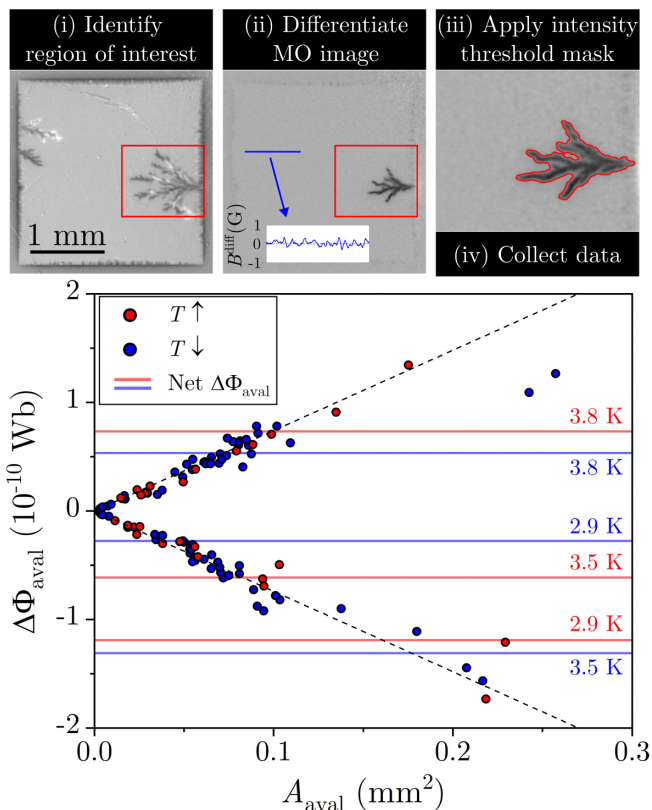 (i) Identify
region of interest
(ii) Differentiate
MO image
(iii) Apply intensity
threshold mask
1 mm
B^diff(G)
1
0
-1
(iv) Collect data
2
1
0
-1
-2
ΔΦ_aval (10^-10 Wb)
T ↑
T ↓
Net ΔΦ_aval
3.8 K
3.8 K
2.9 K
3.5 K
2.9 K
3.5 K
0.0
0.1
0.2
0.3
A_aval (mm^2)